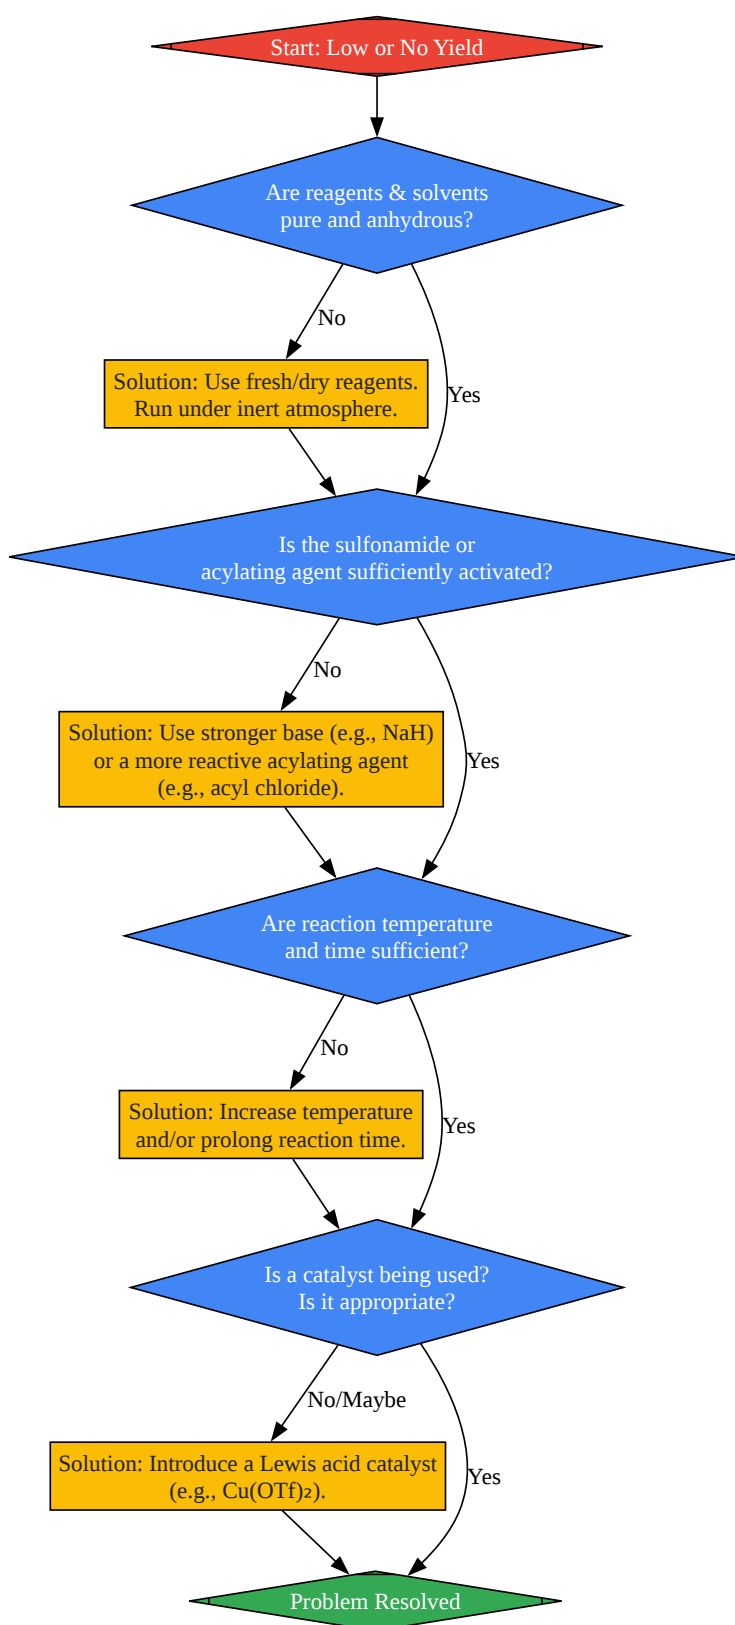 Start: Low or No Yield
Are reagents & solvents
pure and anhydrous?
No
Solution: Use fresh/dry reagents.
Run under inert atmosphere.
Yes
Is the sulfonamide or
acylating agent sufficiently activated?
No
Solution: Use stronger base (e.g., NaH)
or a more reactive acylating agent
(e.g., acyl chloride).
Yes
Are reaction temperature
and time sufficient?
No
Solution: Increase temperature
and/or prolong reaction time.
Yes
Is a catalyst being used?
Is it appropriate?
No/Maybe
Solution: Introduce a Lewis acid catalyst
(e.g., Cu(OTf)₂).
Yes
Problem Resolved